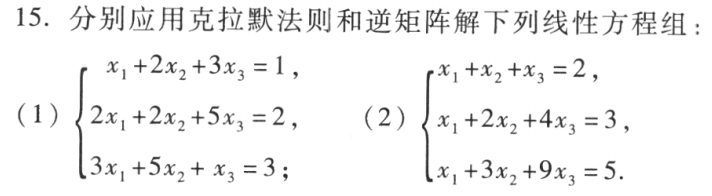 15. 分别应用克拉默法则和逆矩阵解下列线性方程组:
(1) { x₁+2x₂+3x₃=1, 2x₁+2x₂+5x₃=2, 3x₁+5x₂+x₃=3;
(2) { x₁+x₂+x₃=2, x₁+2x₂+4x₃=3, x₁+3x₂+9x₃=5.